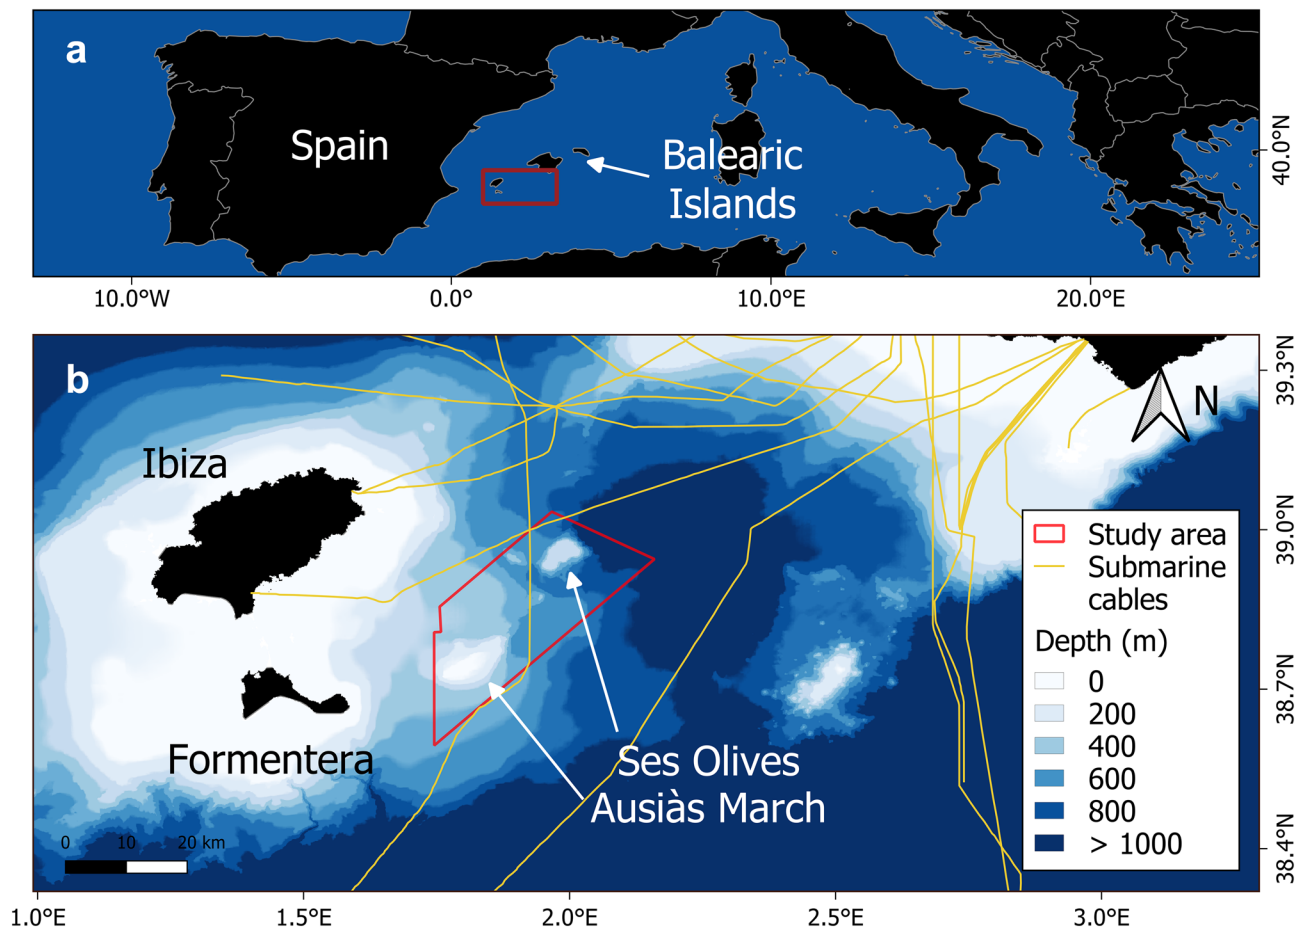 a
Spain
Balearic
Islands
40.0°N
10.0°W
0.0°
10.0°E
20.0°E
b
39.3°N
N
Ibiza
39.0°N
Study area
Submarine
cables
Depth (m)
0
200
400
600
800
> 1000
38.7°N
Formentera
Ses Olives
Ausiàs March
0 10 20 km
38.4°N
1.0°E
1.5°E
2.0°E
2.5°E
3.0°E